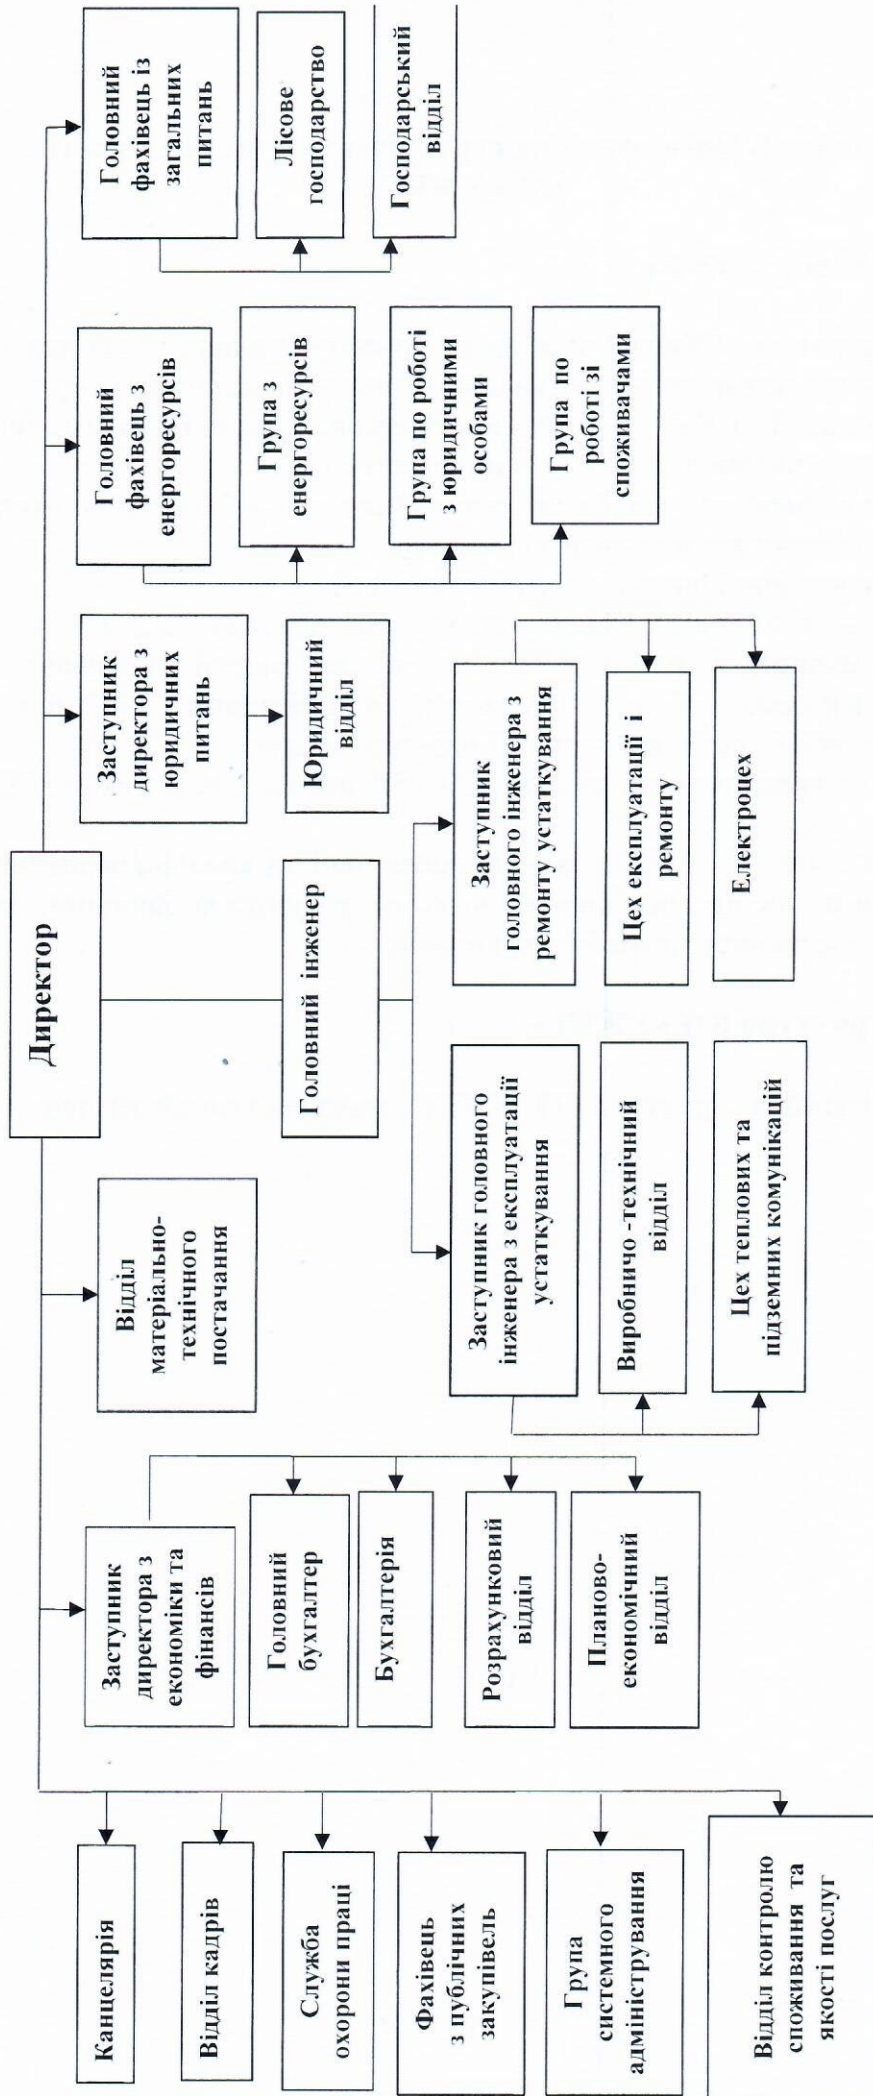 Директор
Канцелярія
Відділ кадрів
Служба
охорони праці
Фахівець
з публічних
закупівель
Група
системного
адміністрування
Відділ контролю
споживання та
якості послуг
Заступник
директора з
економіки та
фінансів
Головний
бухгалтер
Бухгалтерія
Розрахунковий
відділ
Планово-
економічний
відділ
Відділ
матеріально-
технічного
постачання
Головний інженер
Заступник головного
інженера з експлуатації
устаткування
Виробничо -технічний
відділ
Цех теплових та
підземних комунікацій
Заступник
головного інженера з
ремонту устаткування
Цех експлуатації і
ремонту
Електроцех
Заступник
директора з
юридичних
питань
Юридичний
відділ
Головний
фахівець з
енергоресурсів
Група з
енергоресурсів
Група по роботі
з юридичними
особами
Група по
роботі зі
споживачами
Головний
фахівець із
загальних
питань
Лісове
господарство
Господарський
відділ